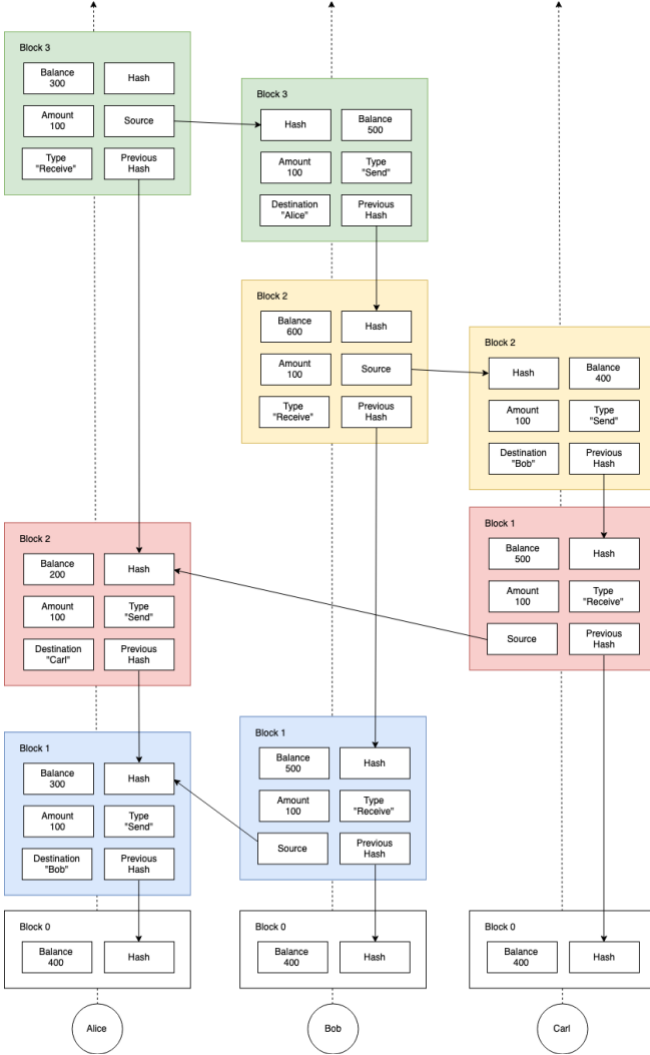 Block 3
Balance
300
Hash
Amount
100
Source
Type
"Receive"
Previous
Hash
Block 3
Hash
Balance
500
Amount
100
Type
"Send"
Destination
"Alice"
Previous
Hash
Block 2
Balance
600
Hash
Amount
100
Source
Type
"Receive"
Previous
Hash
Block 2
Hash
Balance
400
Amount
100
Type
"Send"
Destination
"Bob"
Previous
Hash
Block 2
Balance
200
Hash
Amount
100
Type
"Send"
Destination
"Carl"
Previous
Hash
Block 1
Balance
500
Hash
Amount
100
Type
"Receive"
Source
Previous
Hash
Block 1
Balance
300
Hash
Amount
100
Type
"Send"
Destination
"Bob"
Previous
Hash
Block 1
Balance
500
Hash
Amount
100
Type
"Receive"
Source
Previous
Hash
Block 0
Balance
400
Hash
Block 0
Balance
400
Hash
Block 0
Balance
400
Hash
Alice
Bob
Carl